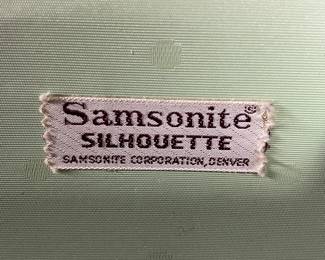 Samsonite®
SILHOUETTE
SAMSONITE CORPORATION, DENVER